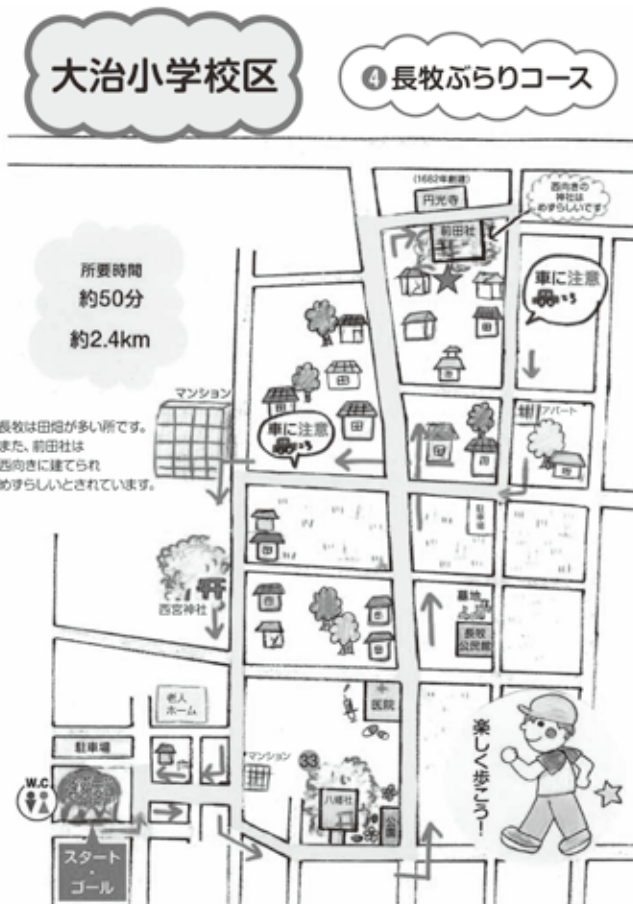 大治小学校区
④長牧ぶらりコース
(1682年創建)
円光寺
前田社
西向きの
神社は
めずらしいです
車に注意
所要時間
約50分
約2.4km
マンション
長牧は田畑が多い所です。
また、前田社は
西向きに建てられ
めずらしいとされています。
車に注意
アパート
駐車場
西宮神社
墓地
長牧
公民館
老人
ホーム
医院
駐車場
マンション
33
八幡社
公園
楽しく歩こう!
W.C.
スタート
・
ゴール